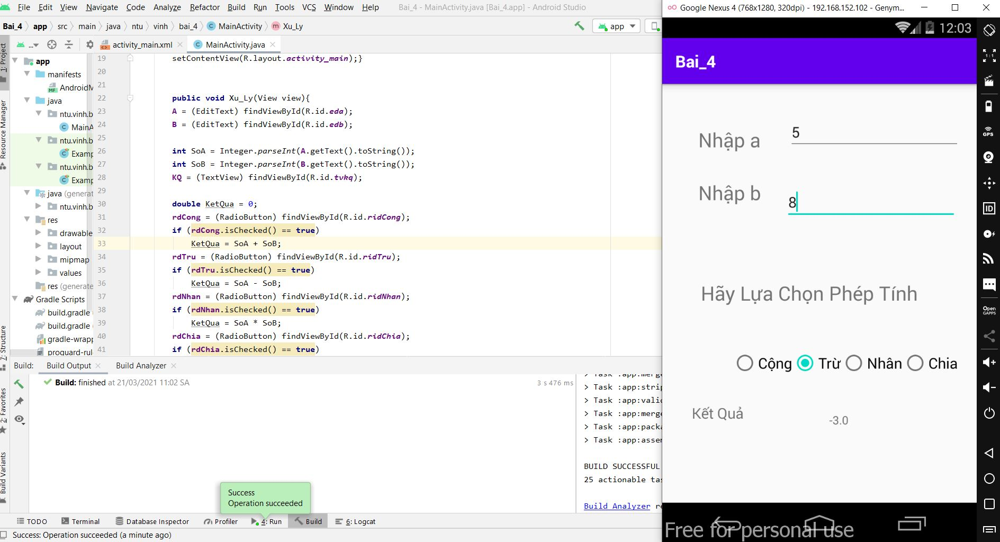 File Edit View Navigate Code Analyze Refactor Build Run Tools VCS Window Help Bai_4 - MainActivity.java [Bai_4.app] - Android Studio
Bai_4 app src main java ntu vinh bai_4 MainActivity Xu_Ly app
... activity_main.xml MainActivity.java
1: Project
Resource Manager
7: Structure
2: Favorites
Build Variants
app
manifests
AndroidM
java
ntu.vinh.b
MainA
ntu.vinh.b
Examp
ntu.vinh.b
Examp
java (generat
ntu.vinh.b
res
drawable
layout
mipmap
values
res (generate
Gradle Scripts
build.gradle
build.gradle
gradle-wrapp
proguard-rul
19 setContentView(R.layout.activity_main);}
20
21
22 public void Xu_Ly(View view){
23 A = (EditText) findViewById(R.id.eda);
24 B = (EditText) findViewById(R.id.edb);
25
26 int SoA = Integer.parseInt(A.getText().toString());
27 int SoB = Integer.parseInt(B.getText().toString());
28 KQ = (TextView) findViewById(R.id.tvkq);
29
30 double KetQua = 0;
31 rdCong = (RadioButton) findViewById(R.id.ridCong);
32 if (rdCong.isChecked() == true)
33 KetQua = SoA + SoB;
34 rdTru = (RadioButton) findViewById(R.id.ridTru);
35 if (rdTru.isChecked() == true)
36 KetQua = SoA - SoB;
37 rdNhan = (RadioButton) findViewById(R.id.ridNhan);
38 if (rdNhan.isChecked() == true)
39 KetQua = SoA * SoB;
40 rdChia = (RadioButton) findViewById(R.id.ridChia);
41 if (rdChia.isChecked() == true)
Build: Build Output Build Analyzer
Build: finished at 21/03/2021 11:02 SA 3 s 476 ms
> Task :app:merge
> Task :app:strip
> Task :app:valid
> Task :app:merge
> Task :app:packa
> Task :app:assem
BUILD SUCCESSFUL
25 actionable tas
Build Analyzer re
Success
Operation succeeded
TODO Terminal Database Inspector Profiler 4: Run Build 6: Logcat
Success: Operation succeeded (a minute ago)
Google Nexus 4 (768x1280, 320dpi) - 192.168.152.102 - Genym...
12:03
Bai_4
Nhập a 5
Nhập b 8
Hãy Lựa Chọn Phép Tính
Cộng Trừ Nhân Chia
Kết Quả -3.0
Free for personal use
1:1
GPS
ID
Open
GAPPS